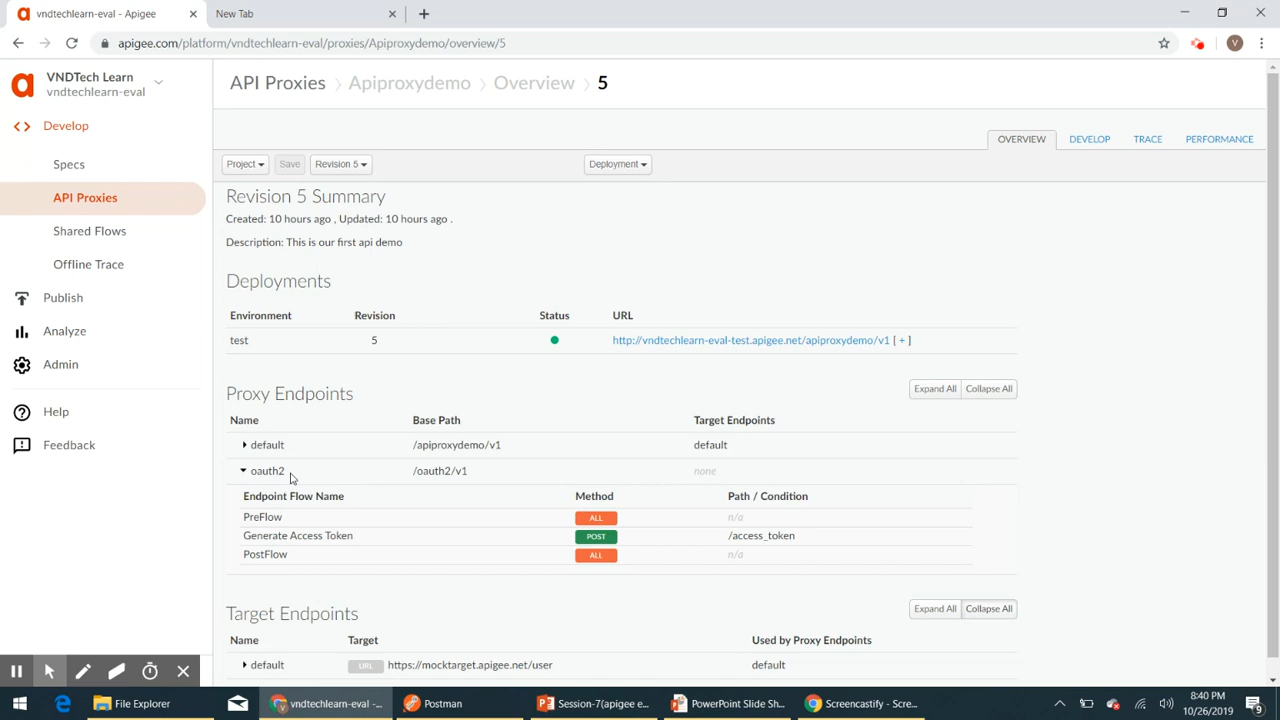 vndtechlearn-eval - Apigee
New Tab
apigee.com/platform/vndtechlearn-eval/proxies/Apiproxydemo/overview/5
V
VNDTech Learn
vndtechlearn-eval
Develop
Specs
API Proxies
Shared Flows
Offline Trace
Publish
Analyze
Admin
Help
Feedback
API Proxies Apiproxydemo Overview 5
OVERVIEW DEVELOP TRACE PERFORMANCE
Project Save Revision 5 Deployment
Revision 5 Summary
Created: 10 hours ago , Updated: 10 hours ago .
Description: This is our first api demo
Deployments
Environment Revision Status URL
test 5 http://vndtechlearn-eval-test.apigee.net/apiproxydemo/v1 [ + ]
Proxy Endpoints Expand All Collapse All
Name Base Path Target Endpoints
default /apiproxydemo/v1 default
oauth2 /oauth2/v1 none
Endpoint Flow Name Method Path / Condition
PreFlow ALL n/a
Generate Access Token POST /access_token
PostFlow ALL n/a
Target Endpoints Expand All Collapse All
Name Target Used by Proxy Endpoints
default URL https://mocktarget.apigee.net/user default
File Explorer vndtechlearn-eval -... Postman Session-7(apigee e... PowerPoint Slide Sh... Screencastify - Scre...
8:40 PM
10/26/2019
9